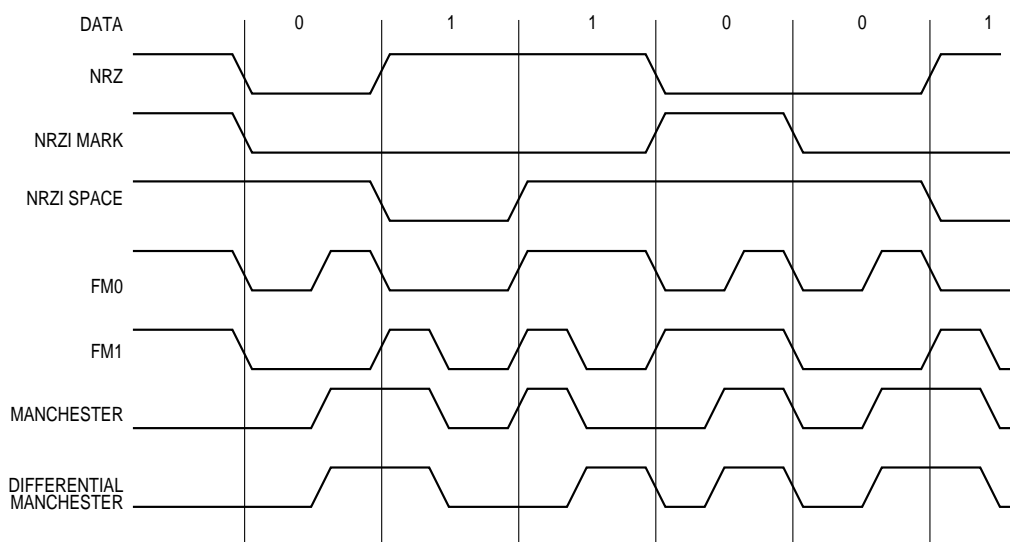 DATA 0 1 1 0 0 1
NRZ
NRZI MARK
NRZI SPACE
FM0
FM1
MANCHESTER
DIFFERENTIAL
MANCHESTER